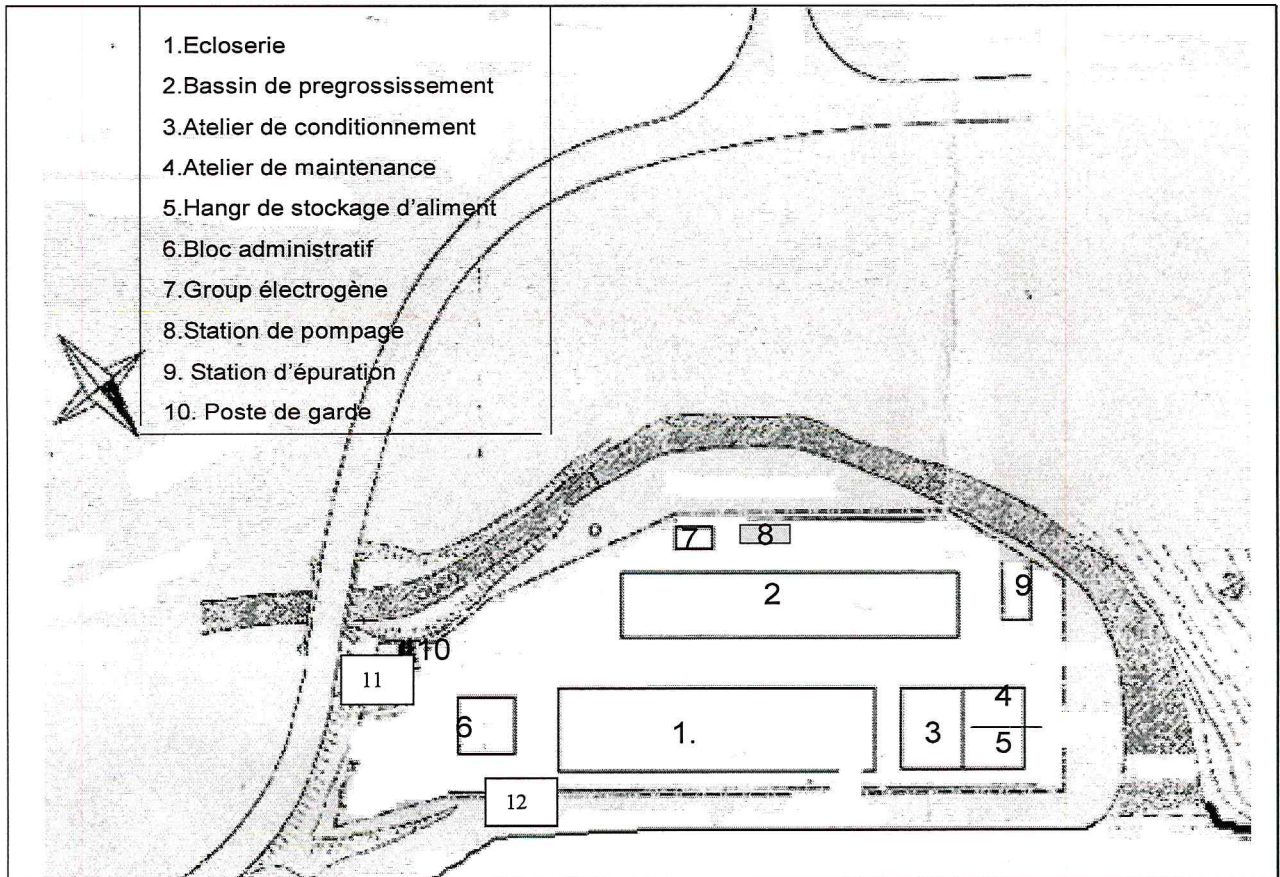 1.Ecloserie
2.Bassin de pregrossissement
3.Atelier de conditionnement
4.Atelier de maintenance
5.Hangr de stockage d'aliment
6.Bloc administratif
7.Group électrogène
8.Station de pompage
9. Station d'épuration
10. Poste de garde
7
8
2
9
10
11
6
1.
3
4
5
12